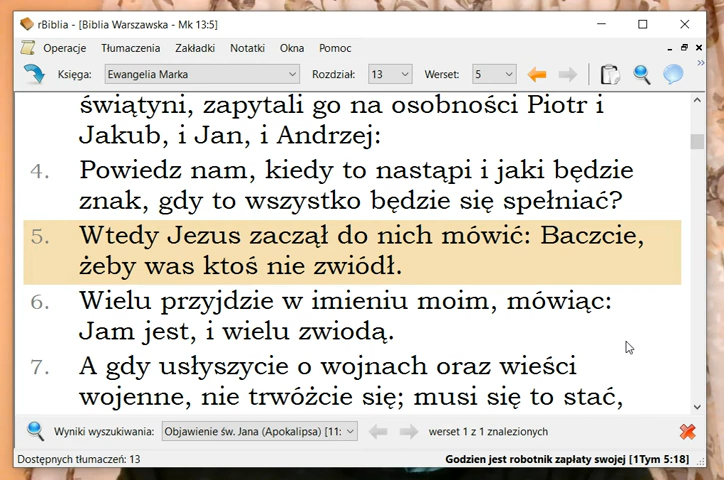 rBiblia - [Biblia Warszawska - Mk 13:5]
Operacje Tłumaczenia Zakładki Notatki Okna Pomoc
Księga: Ewangelia Marka Rozdział: 13 Werset: 5
świątyni, zapytali go na osobności Piotr i
Jakub, i Jan, i Andrzej:
4. Powiedz nam, kiedy to nastąpi i jaki będzie
znak, gdy to wszystko będzie się spełniać?
5. Wtedy Jezus zaczął do nich mówić: Baczcie,
żeby was ktoś nie zwiódł.
6. Wielu przyjdzie w imieniu moim, mówiąc:
Jam jest, i wielu zwiodą.
7. A gdy usłyszycie o wojnach oraz wieści
wojenne, nie trwóżcie się; musi się to stać,
Wyniki wyszukiwania: Objawienie św. Jana (Apokalipsa) [11: werset 1 z 1 znalezionych
Dostępnych tłumaczeń: 13 Godzien jest robotnik zapłaty swojej [1Tym 5:18]